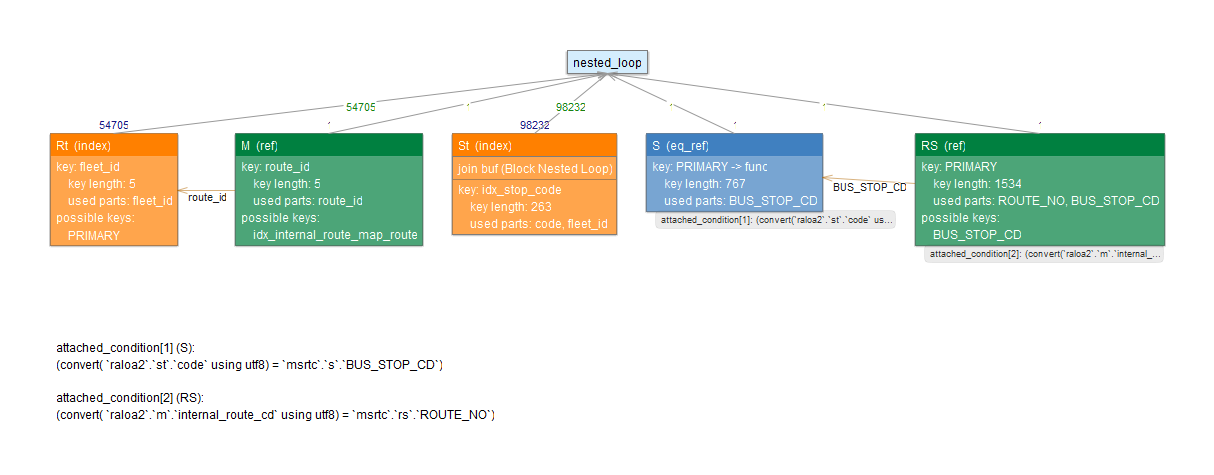 nested_loop
54705
98232
54705
98232
Rt (index)
key: fleet_id
key length: 5
used parts: fleet_id
possible keys:
PRIMARY
route_id
M (ref)
key: route_id
key length: 5
used parts: route_id
possible keys:
idx_internal_route_map_route
St (index)
join buf (Block Nested Loop)
key: idx_stop_code
key length: 263
used parts: code, fleet_id
S (eq_ref)
key: PRIMARY -> func
key length: 767
used parts: BUS_STOP_CD
attached_condition[1]: (convert(`raloa2`.`st`.`code` us...
BUS_STOP_CD
RS (ref)
key: PRIMARY
key length: 1534
used parts: ROUTE_NO, BUS_STOP_CD
possible keys:
BUS_STOP_CD
attached_condition[2]: (convert(`raloa2`.`m`.`internal_...
attached_condition[1] (S):
(convert( `raloa2`.`st`.`code` using utf8) = `msrtc`.`s`.`BUS_STOP_CD`)
attached_condition[2] (RS):
(convert( `raloa2`.`m`.`internal_route_cd` using utf8) = `msrtc`.`rs`.`ROUTE_NO`)